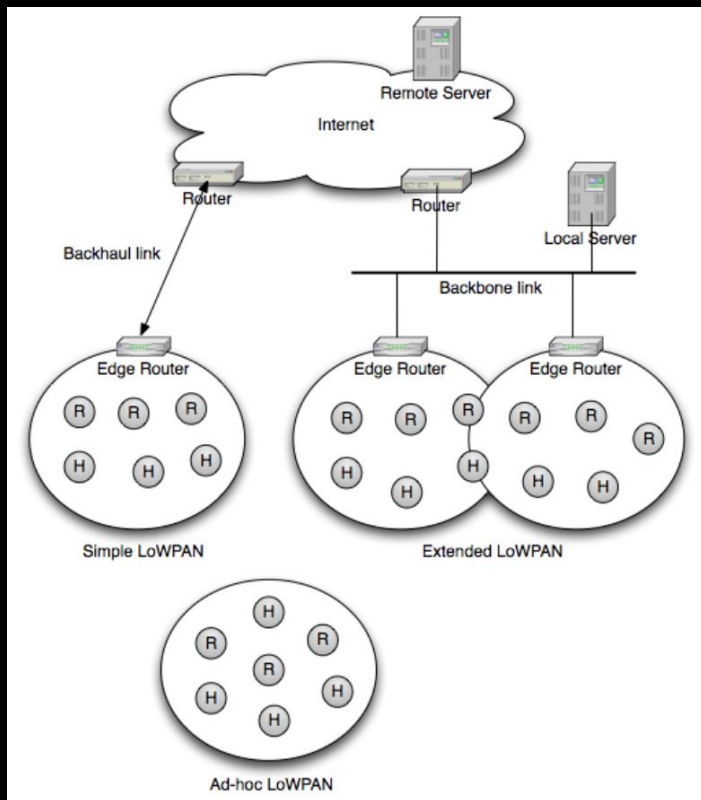 Remote Server
Internet
Router
Router
Local Server
Backhaul link
Backbone link
Edge Router
Edge Router
Edge Router
R
R
R
H
H
H
R
R
R
H
H
H
R
R
R
H
H
Simple LoWPAN
Extended LoWPAN
H
R
R
R
H
H
H
Ad-hoc LoWPAN